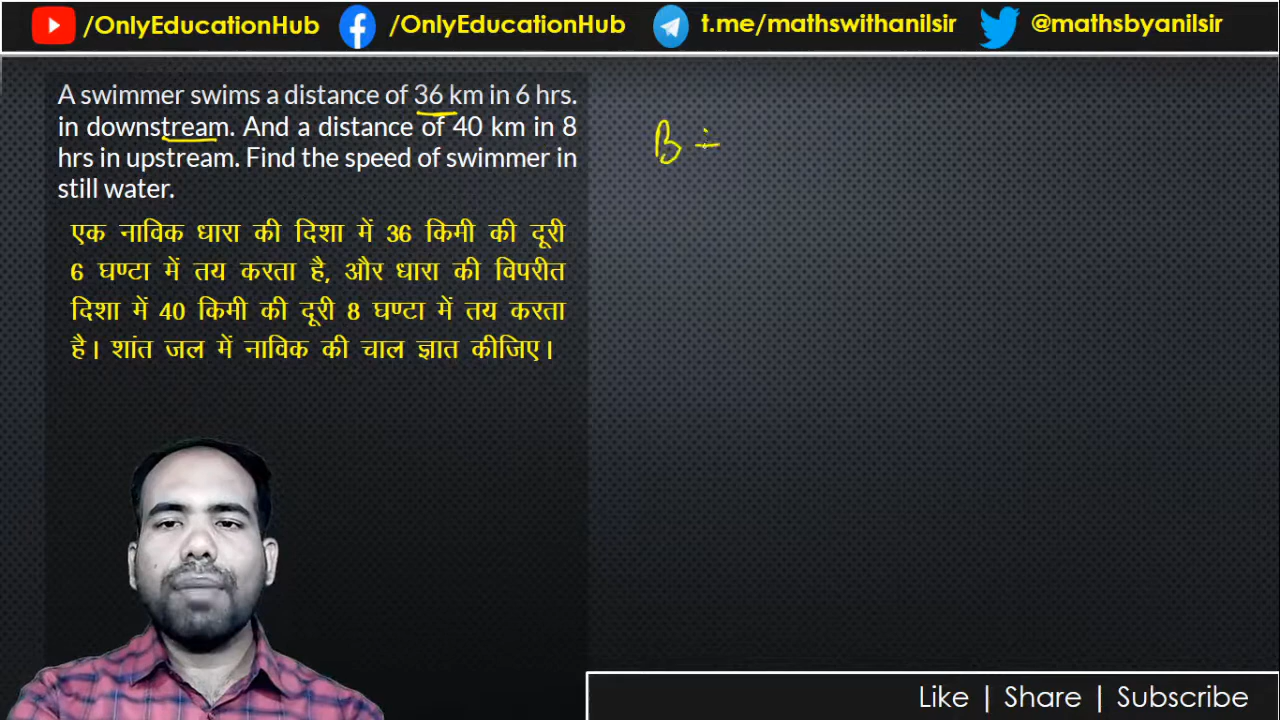 /OnlyEducationHub /OnlyEducationHub t.me/mathswithanilsir @mathsbyanilsir
A swimmer swims a distance of 36 km in 6 hrs.
in downstream. And a distance of 40 km in 8
hrs in upstream. Find the speed of swimmer in
still water.
एक नाविक धारा की दिशा में 36 किमी की दूरी
6 घण्टा में तय करता है, और धारा की विपरीत
दिशा में 40 किमी की दूरी 8 घण्टा में तय करता
है। शांत जल में नाविक की चाल ज्ञात कीजिए।
B ÷
Like | Share | Subscribe